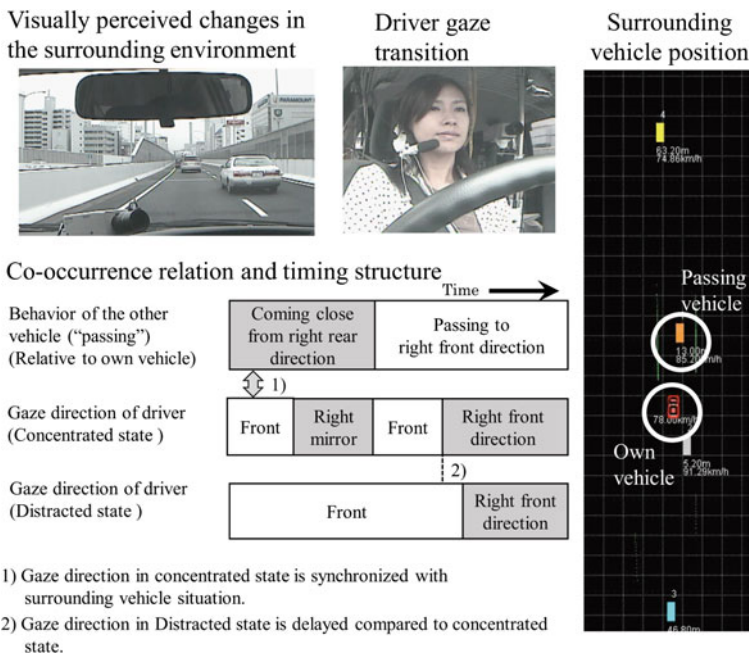 Visually perceived changes in
the surrounding environment
Driver gaze
transition
Surrounding
vehicle position
PARAMOUNT
4
63.20m
74.86km/h
Passing
vehicle
13.00m
85.20km/h
78.00km/h
Own
vehicle
5.20m
91.29km/h
3
46.80m
Co-occurrence relation and timing structure
Time
Behavior of the other
vehicle (“passing”)
(Relative to own vehicle)
Coming close
from right rear
direction
Passing to
right front direction
1)
Gaze direction of driver
(Concentrated state )
Front
Right
mirror
Front
Right front
direction
2)
Gaze direction of driver
(Distracted state )
Front
Right front
direction
1) Gaze direction in concentrated state is synchronized with
surrounding vehicle situation.
2) Gaze direction in Distracted state is delayed compared to concentrated
state.